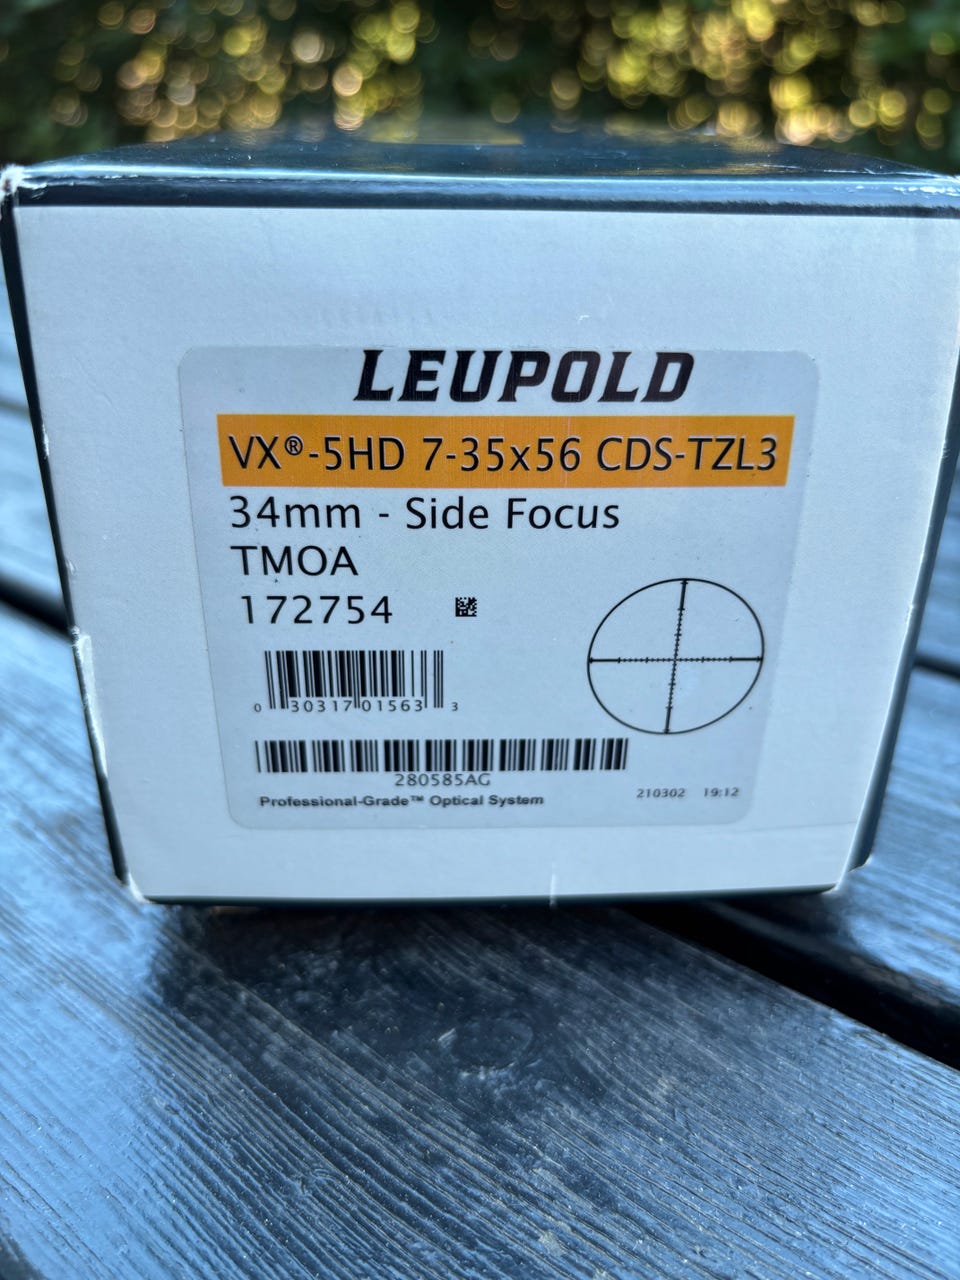 LEUPOLD
VX®-5HD 7-35x56 CDS-TZL3
34mm - Side Focus
TMOA
172754
0 30317 01563 3
280585AG
Professional-Grade™ Optical System
210302 19:12